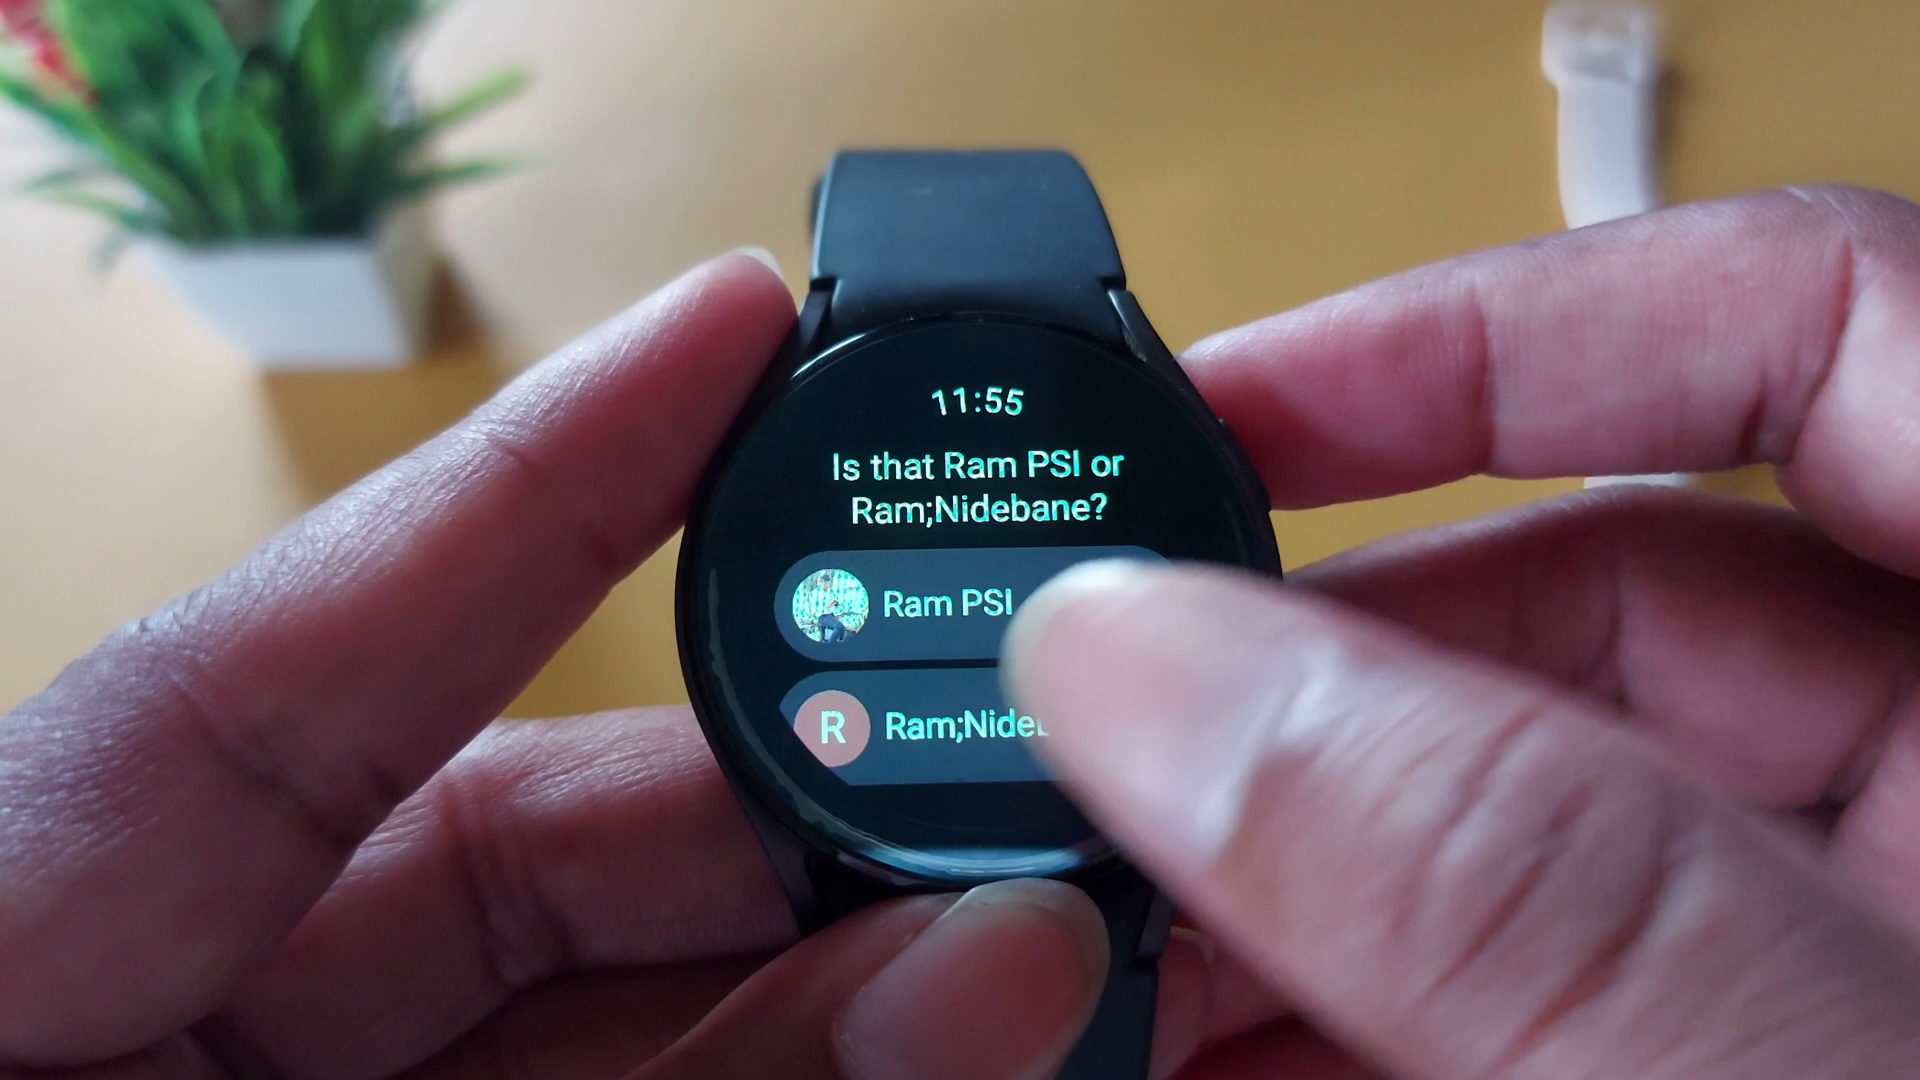 11:55
Is that Ram PSI or
Ram;Nidebane?
Ram PSI
R